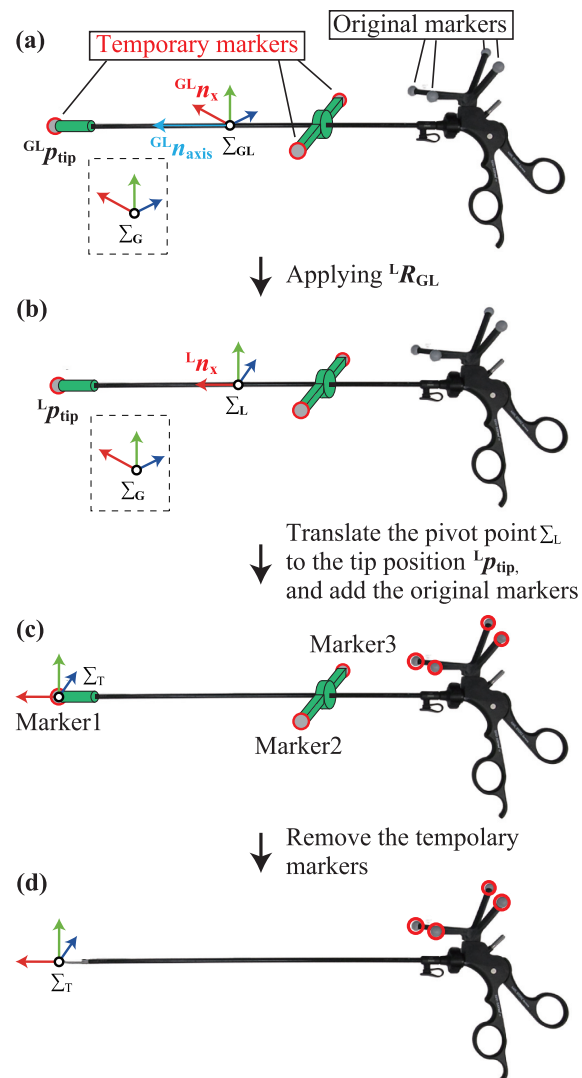 (a)
Original markers
Temporary markers
GLnx
GLptip
GLnaxis
ΣGL
ΣG
Applying LRGL
(b)
Lnx
Lptip
ΣL
ΣG
Translate the pivot point ΣL
to the tip position Lptip,
and add the original markers
(c)
Marker3
ΣT
Marker1
Marker2
Remove the tempolary
markers
(d)
ΣT